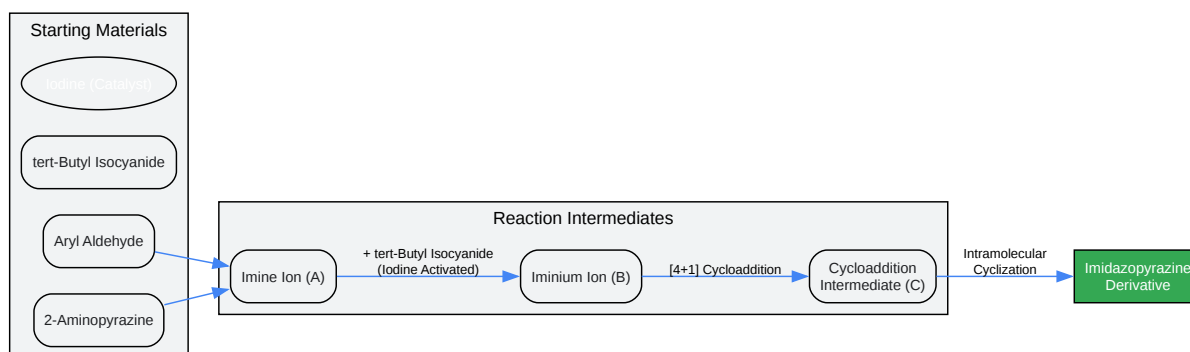 Starting Materials
Iodine (Catalyst)
tert-Butyl Isocyanide
Aryl Aldehyde
2-Aminopyrazine
Reaction Intermediates
Imine Ion (A)
+ tert-Butyl Isocyanide
(Iodine Activated)
Iminium Ion (B)
[4+1] Cycloaddition
Cycloaddition
Intermediate (C)
Intramolecular
Cyclization
Imidazopyrazine
Derivative